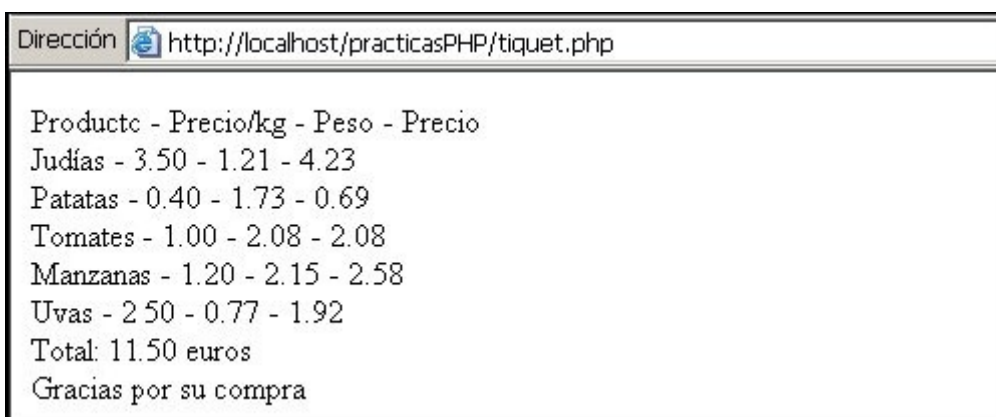 Dirección http://localhost/practicasPHP/tiquet.php
Productc - Precio/kg - Peso - Precio
Judías - 3.50 - 1.21 - 4.23
Patatas - 0.40 - 1.73 - 0.69
Tomates - 1.00 - 2.08 - 2.08
Manzanas - 1.20 - 2.15 - 2.58
Uvas - 2 50 - 0.77 - 1.92
Total: 11.50 euros
Gracias por su compra